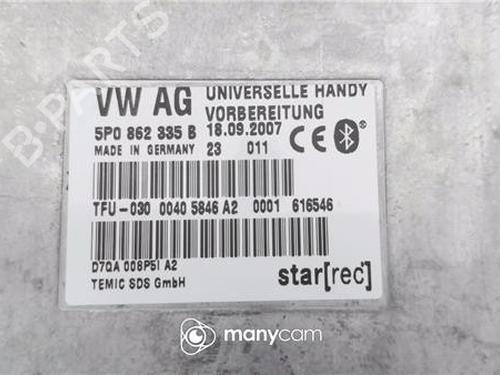 VW AG UNIVERSELLE HANDY
VORBEREITUNG
5P0 862 335 B 18.09.2007
MADE IN GERMANY 23 011 CE
TFU-030 0040 5846 A2 0001 616546
D7QA 008P5I A2
TEMIC SDS GmbH
star[rec]
manycam